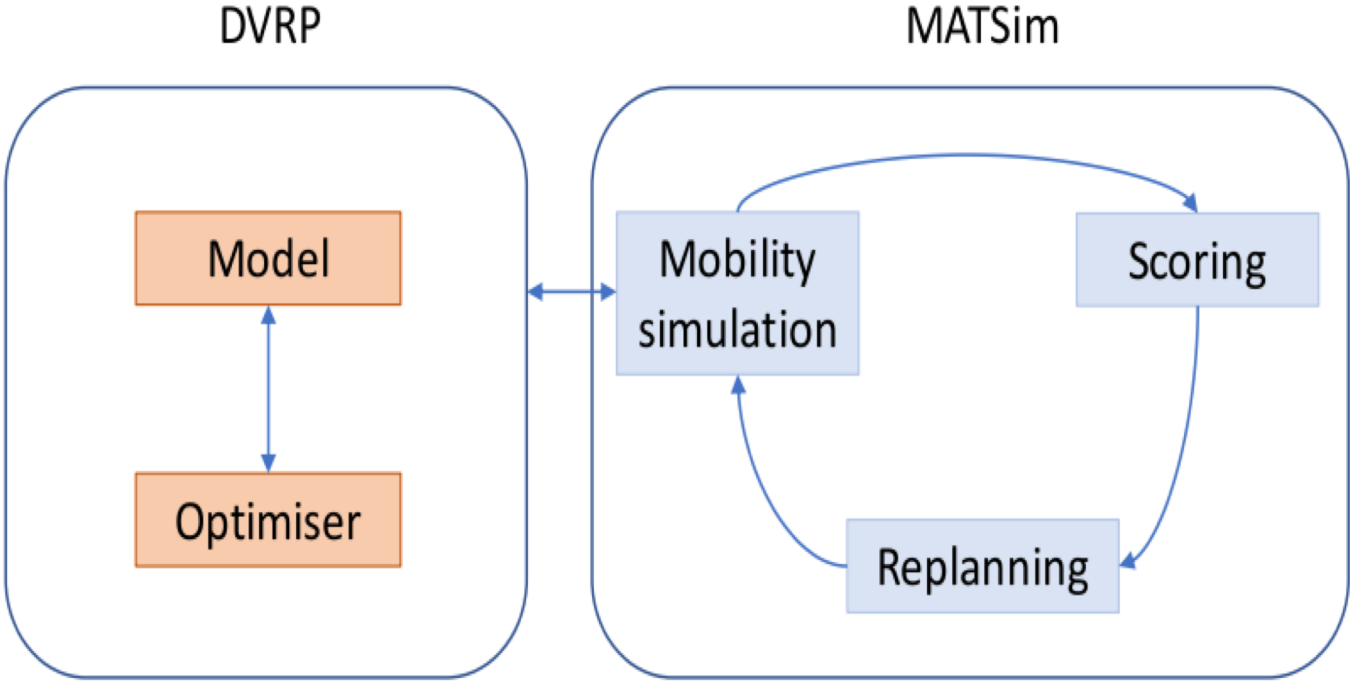 DVRP
MATSim
Model
Optimiser
Mobility
simulation
Scoring
Replanning